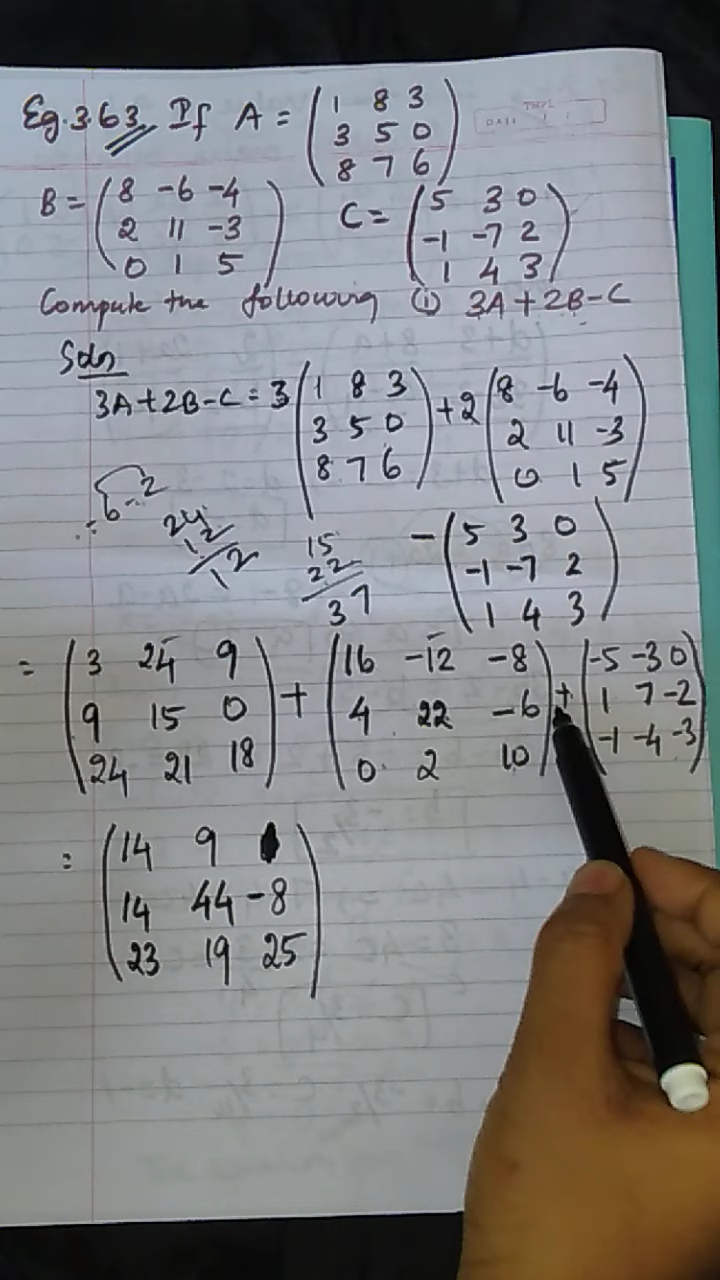 Eg.3.63. If A = (1 8 3
3 5 0
8 7 6)
B = (8 -6 -4
2 11 -3
0 1 5)
C = (5 3 0
-1 -7 2
1 4 3)
Compute the following (i) 3A+2B-C
Soln
3A+2B-C = 3(1 8 3
3 5 0
8 7 6)
+2(8 -6 -4
2 11 -3
0 1 5)
-6-2
24
12
12
15
22
37
-(5 3 0
-1 -7 2
1 4 3)
= (3 24 9
9 15 0
24 21 18)
+ (16 -12 -8
4 22 -6
0 2 10)
+ (-5 -3 0
1 7 -2
-1 -4 -3)
= (14 9
14 44 -8
23 19 25)
DATE